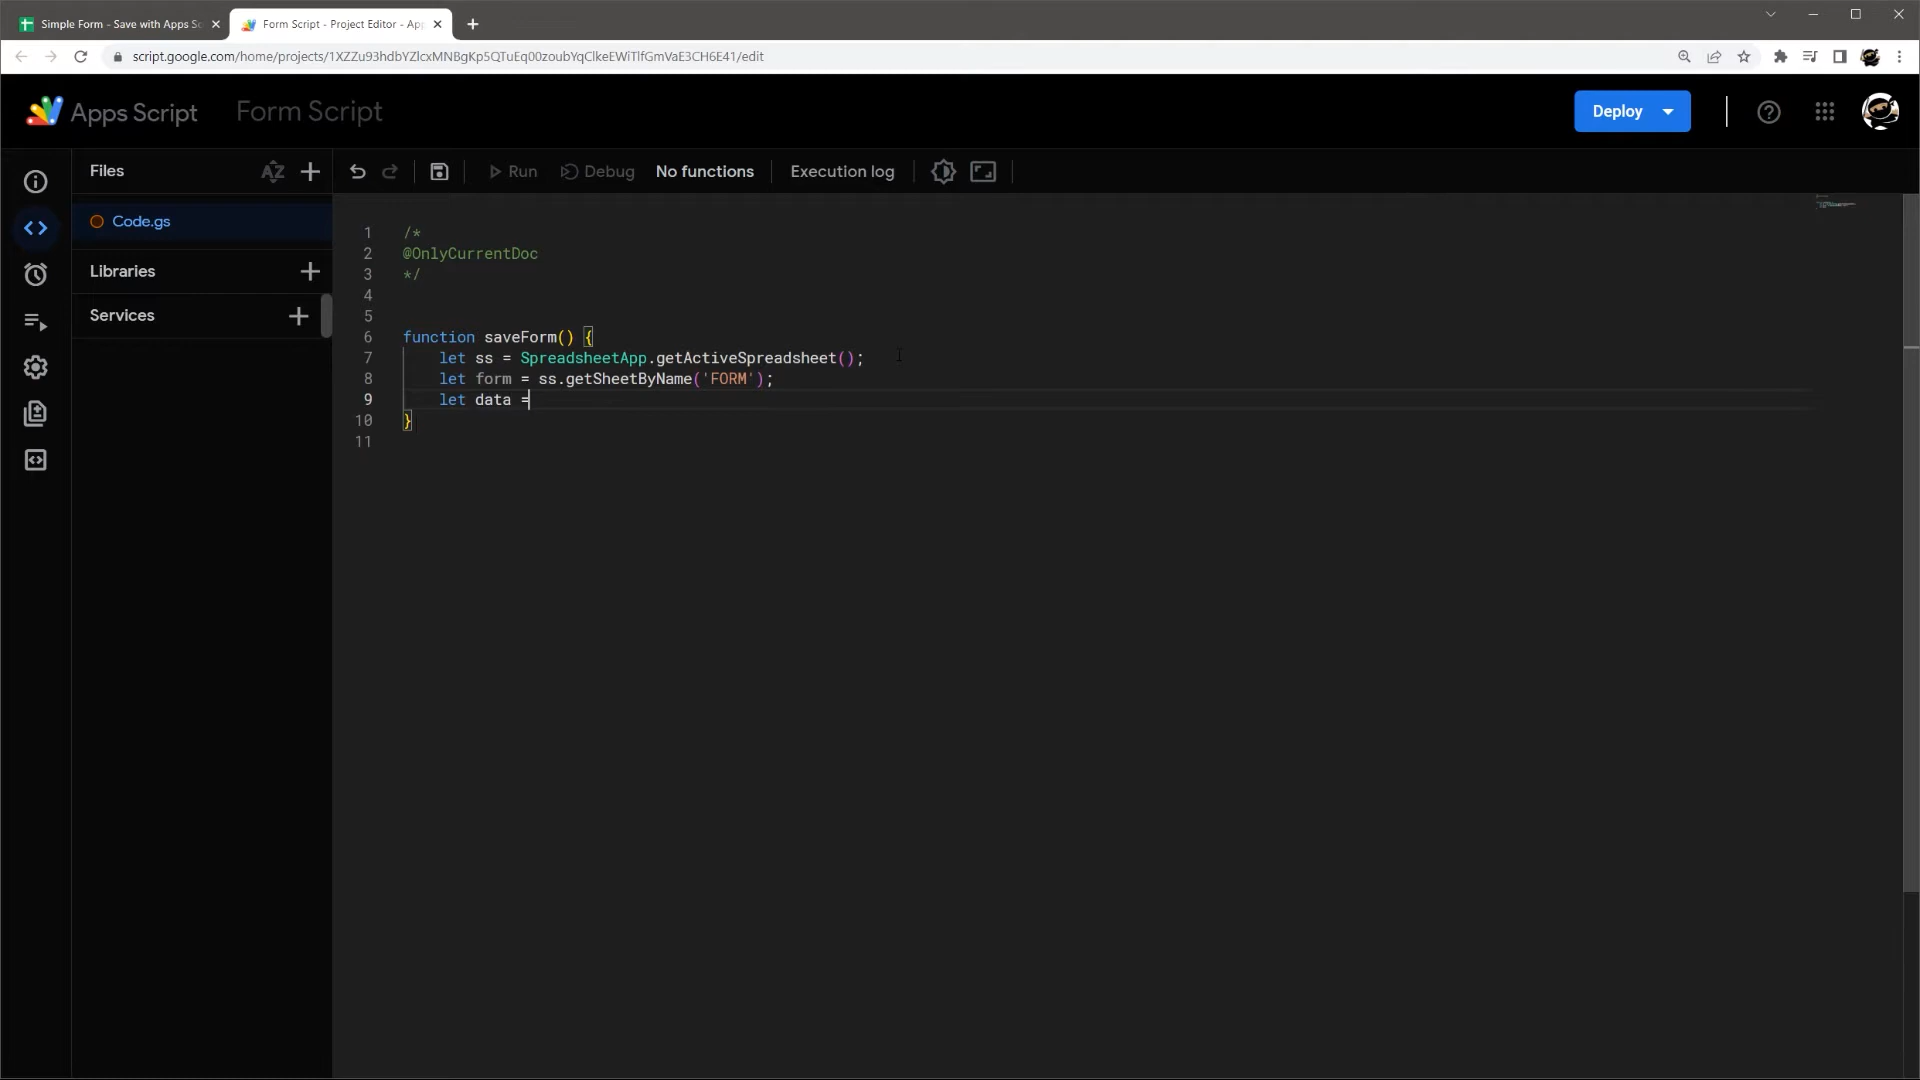 Simple Form - Save with Apps Sc
Form Script - Project Editor - App
script.google.com/home/projects/1XZZu93hdbYZlcxMNBgKp5QTuEq00zoubYqClkeEWiTlfGmVaE3CH6E41/edit
Apps Script
Form Script
Deploy
Files
AZ
Run
Debug
No functions
Execution log
Code.gs
Libraries
Services
1 /*
2 @OnlyCurrentDoc
3 */
4
5
6 function saveForm() {
7 let ss = SpreadsheetApp.getActiveSpreadsheet();
8 let form = ss.getSheetByName('FORM');
9 let data =
10 }
11